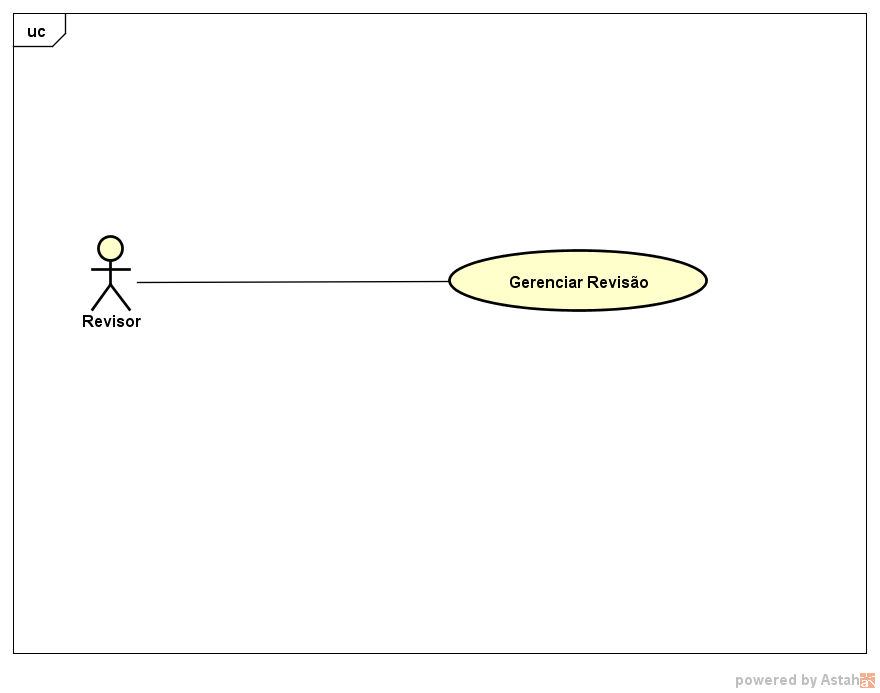 uc
Gerenciar Revisão
Revisor
powered by Astah